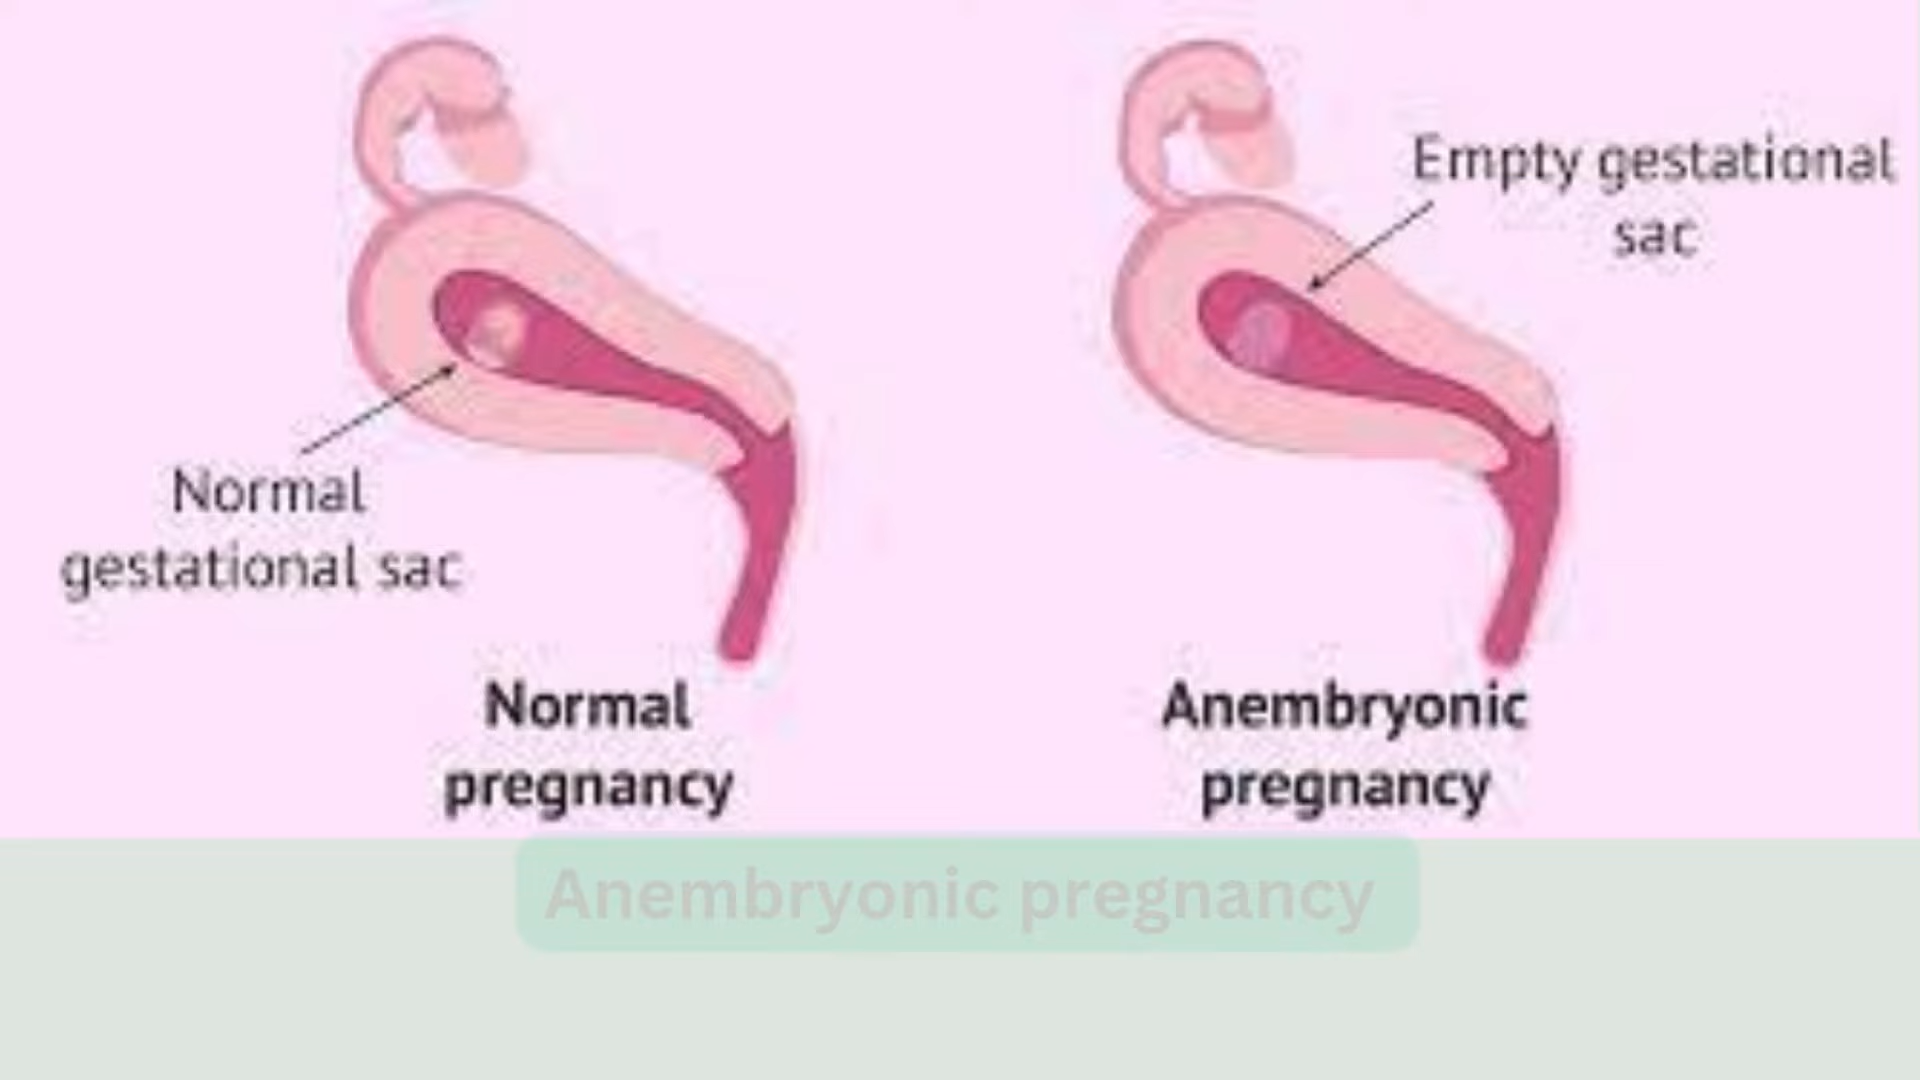 Empty gestational
sac
Normal
gestational sac
Normal
pregnancy
Anembryonic
pregnancy
Anembryonic pregnancy